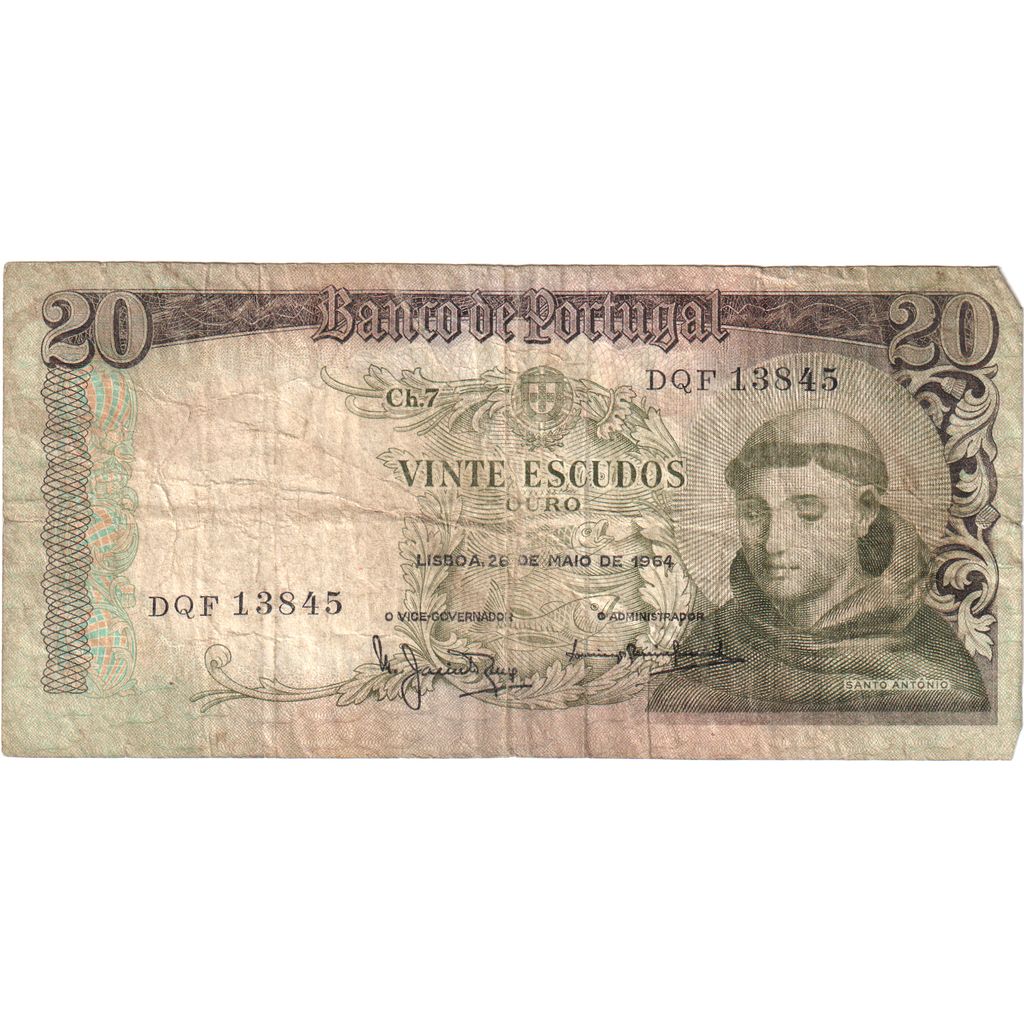 20 Banco de Portugal 20
Ch.7
DQF 13845
VINTE ESCUDOS
OURO
LISBOA, 26 DE MAIO DE 1964
DQF 13845
O VICE-GOVERNADOR
O ADMINISTRADOR
SANTO ANTÓNIO